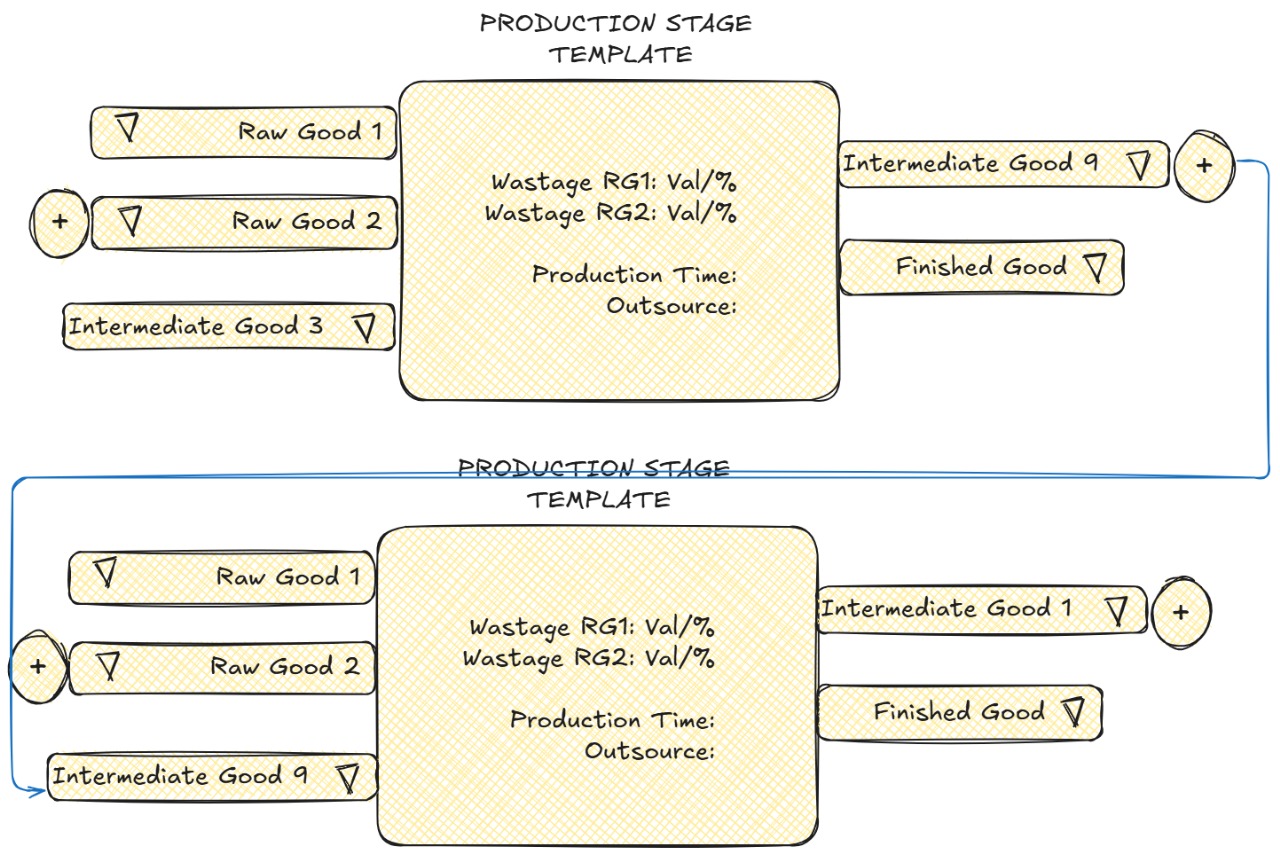 PRODUCTION STAGE
TEMPLATE
Raw Good 1
+
Raw Good 2
Intermediate Good 3
Wastage RG1: Val/%
Wastage RG2: Val/%
Production Time:
Outsource:
Intermediate Good 9
+
Finished Good
PRODUCTION STAGE
TEMPLATE
Raw Good 1
+
Raw Good 2
Intermediate Good 9
Wastage RG1: Val/%
Wastage RG2: Val/%
Production Time:
Outsource:
Intermediate Good 1
+
Finished Good